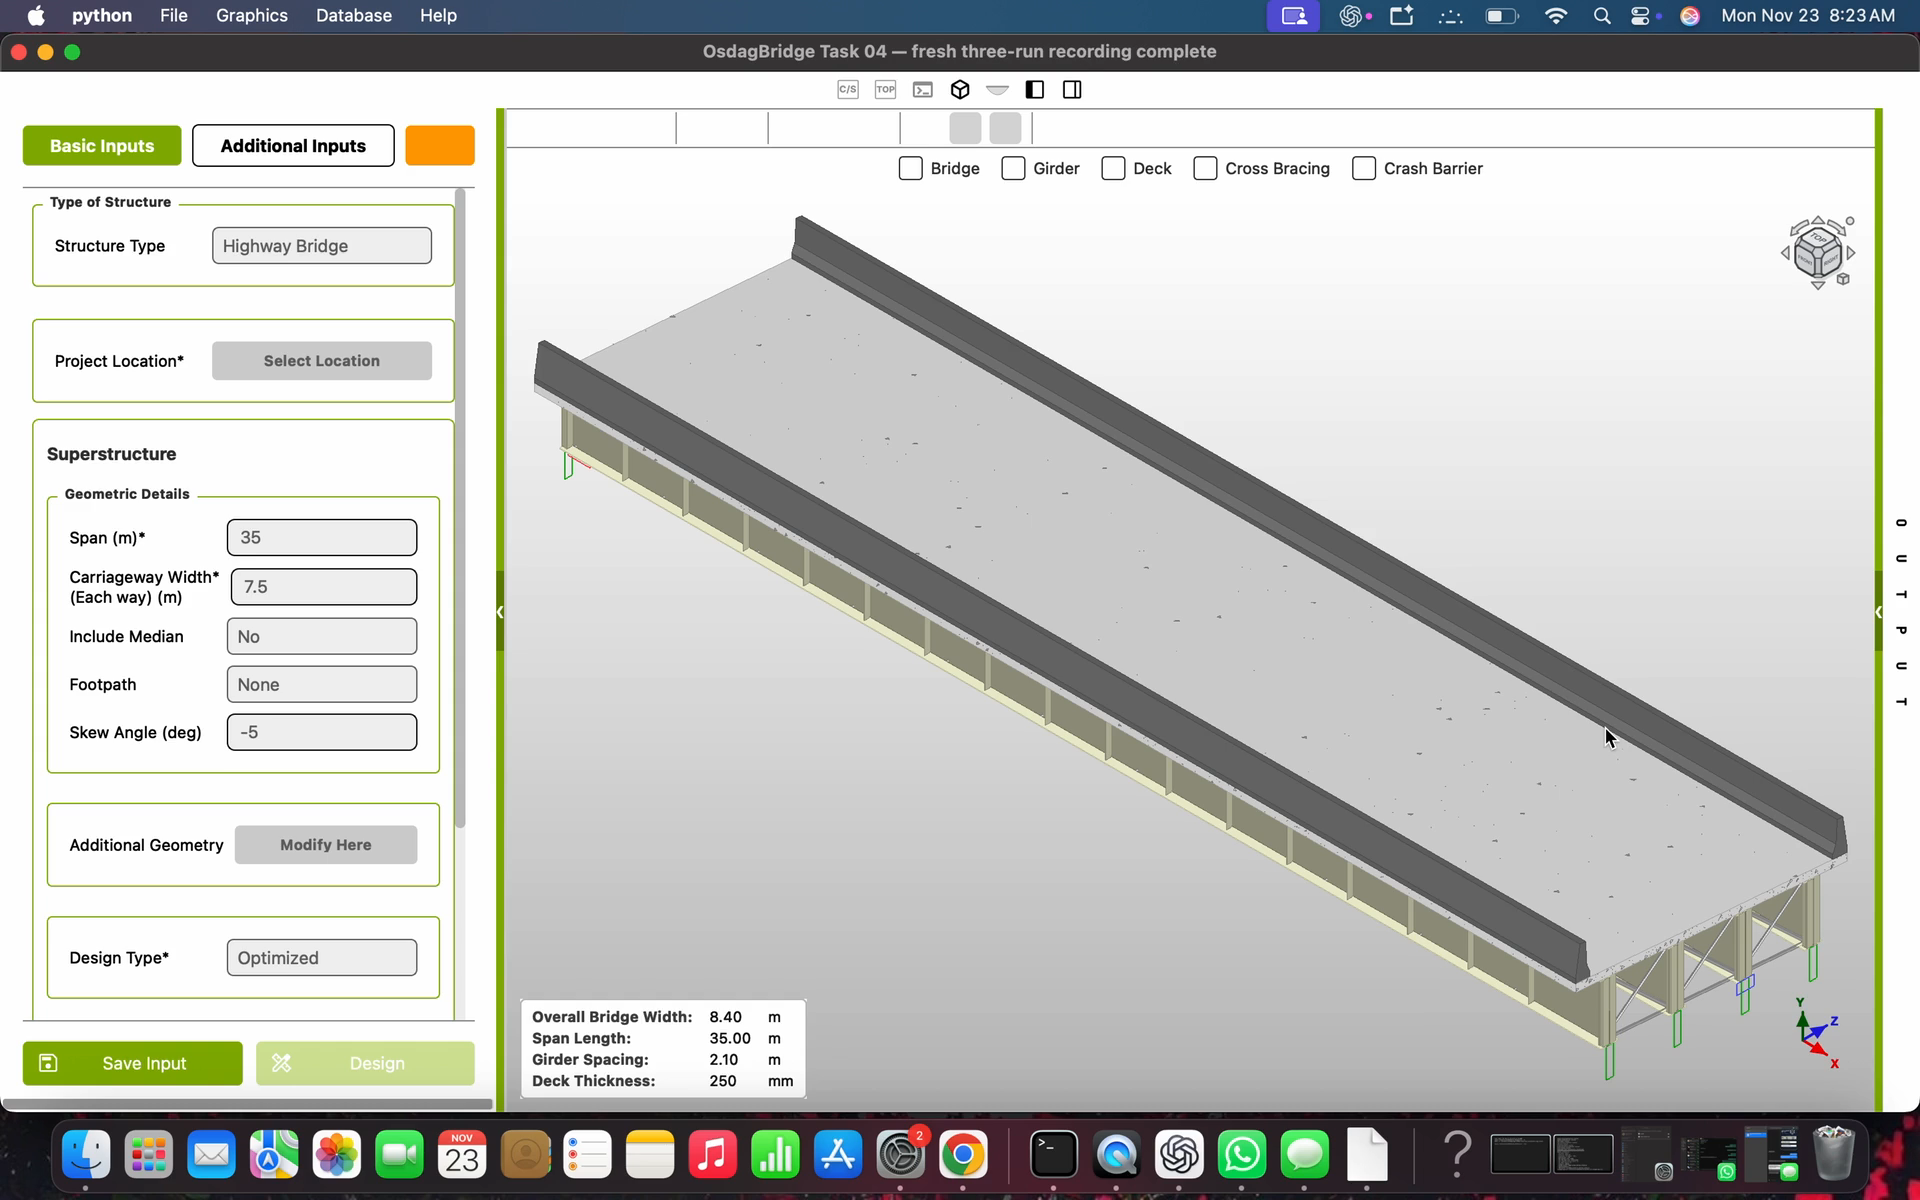 python File Graphics Database Help Mon Nov 23 8:23 AM
OsdagBridge Task 04 — fresh three-run recording complete
C/S TOP
Basic Inputs Additional Inputs
Bridge Girder Deck Cross Bracing Crash Barrier
Type of Structure
Structure Type Highway Bridge
Project Location* Select Location
Superstructure
Geometric Details
Span (m)* 35
Carriageway Width*
(Each way) (m) 7.5
Include Median No
Footpath None
Skew Angle (deg) -5
Additional Geometry Modify Here
Design Type* Optimized
Save Input Design
TOP
FRONT RIGHT
OUTPUT
Overall Bridge Width: 8.40 m
Span Length: 35.00 m
Girder Spacing: 2.10 m
Deck Thickness: 250 mm
Y
Z
X
NOV
23
2